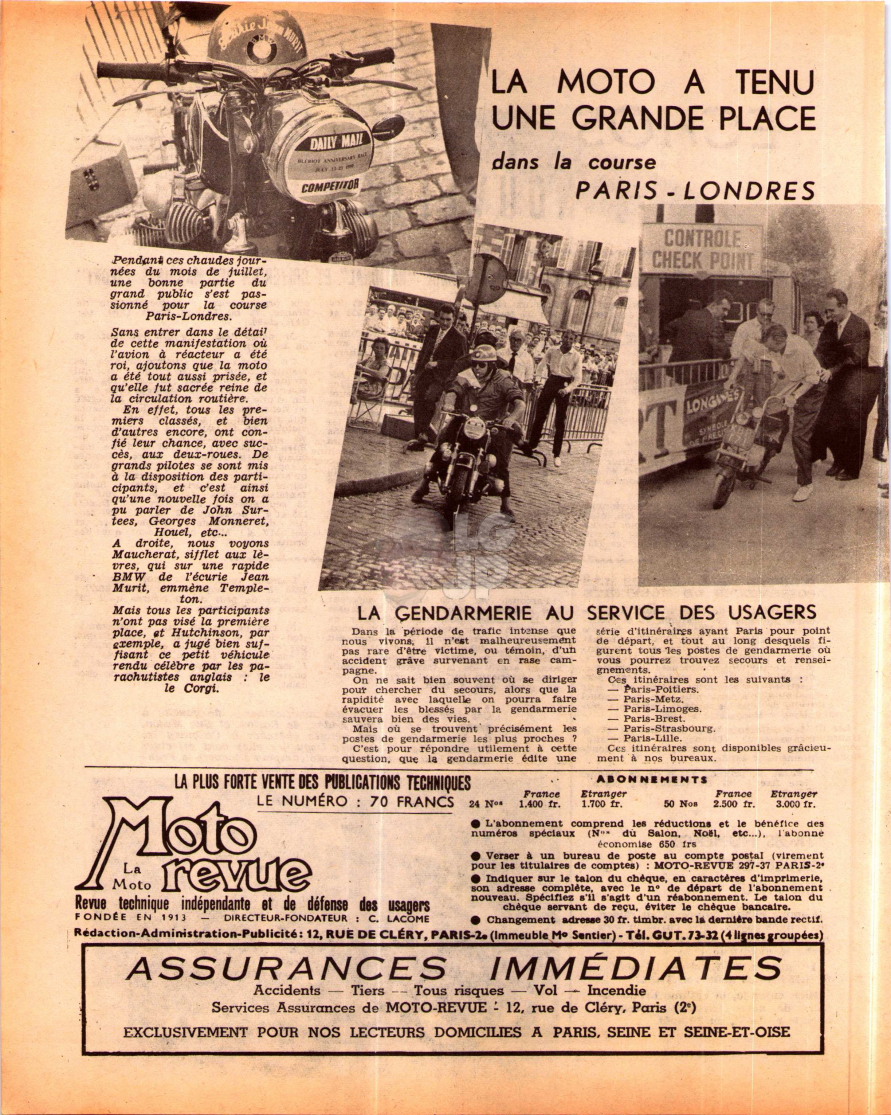 LA MOTO A TENU
UNE GRANDE PLACE
dans la course
PARIS - LONDRES
Ecurie Jean MURIT
BMW
DAILY MAIL
BLERIOT ANNIVERSARY RACE
COMPETITOR
CONTROLE
CHECK POINT
LONGINES
Pendant ces chaudes jour-
nées du mois de juillet,
une bonne partie du
grand public s'est pas-
sionné pour la course
Paris-Londres.
Sans entrer dans le détail
de cette manifestation où
l'avion à réacteur a été
roi, ajoutons que la moto
a été tout aussi prisée, et
qu'elle fut sacrée reine de
la circulation routière.
En effet, tous les pre-
miers classés, et bien
d'autres encore, ont con-
fié leur chance, avec suc-
cès, aux deux-roues. De
grands pilotes se sont mis
à la disposition des parti-
cipants, et c'est ainsi
qu'une nouvelle fois on a
pu parler de John Sur-
tees, Georges Monneret,
Houel, etc...
A droite, nous voyons
Maucherat, sifflet aux lè-
vres, qui sur une rapide
BMW de l'écurie Jean
Murit, emmène Temple-
ton.
Mais tous les participants
n'ont pas visé la première
place, et Hutchinson, par
exemple, a jugé bien suf-
fisant ce petit véhicule
rendu célèbre par les pa-
rachutistes anglais : le
le Corgi.
LA GENDARMERIE AU SERVICE DES USAGERS
Dans la période de trafic intense que
nous vivons, il n'est malheureusement
pas rare d'être victime, ou témoin, d'un
accident grâve survenant en rase cam-
pagne.
On ne sait bien souvent où se diriger
pour chercher du secours, alors que la
rapidité avec laquelle on pourra faire
évacuer les blessés par la gendarmerie
sauvera bien des vies.
Mais où se trouvent précisément les
postes de gendarmerie les plus proches ?
C'est pour répondre utilement à cette
question, que la gendarmerie édite une
série d'itinéraires ayant Paris pour point
de départ, et tout au long desquels fi-
gurent tous les postes de gendarmerie où
vous pourrez trouvez secours et rensei-
gnements.
Ces itinéraires sont les suivants :
— Paris-Poitiers.
— Paris-Metz.
— Paris-Limoges.
— Paris-Brest.
— Paris-Strasbourg.
— Paris-Lille.
Ces itinéraires sont disponibles grâcieu-
ment à nos bureaux.
LA PLUS FORTE VENTE DES PUBLICATIONS TECHNIQUES
LE NUMÉRO : 70 FRANCS
Moto
revue
La
Moto
Revue technique indépendante et de défense des usagers
FONDÉE EN 1913 — DIRECTEUR-FONDATEUR : C. LACOME
ABONNEMENTS
France Etranger France Etranger
24 Nos 1.400 fr. 1.700 fr. 50 Nos 2.500 fr. 3.000 fr.
● L'abonnement comprend les réductions et le bénéfice des
numéros spéciaux (Nos du Salon, Noël, etc...), l'abonné
économise 650 frs
● Verser à un bureau de poste au compte postal (virement
pour les titulaires de comptes) : MOTO-REVUE 297-37 PARIS-2e
● Indiquer sur le talon du chèque, en caractères d'imprimerie,
son adresse complète, avec le n° de départ de l'abonnement
nouveau. Spécifiez s'il s'agit d'un réabonnement. Le talon du
chèque servant de reçu, éviter le chèque bancaire.
● Changement adresse 30 fr. timbr. avec la dernière bande rectif.
Rédaction-Administration-Publicité : 12, RUE DE CLÉRY, PARIS-2e (Immeuble Mo Sentier) - Tél. GUT. 73-32 (4 lignes groupées)
ASSURANCES IMMÉDIATES
Accidents — Tiers — Tous risques — Vol — Incendie
Services Assurances de MOTO-REVUE - 12, rue de Cléry, Paris (2e)
EXCLUSIVEMENT POUR NOS LECTEURS DOMICILIES A PARIS, SEINE ET SEINE-ET-OISE